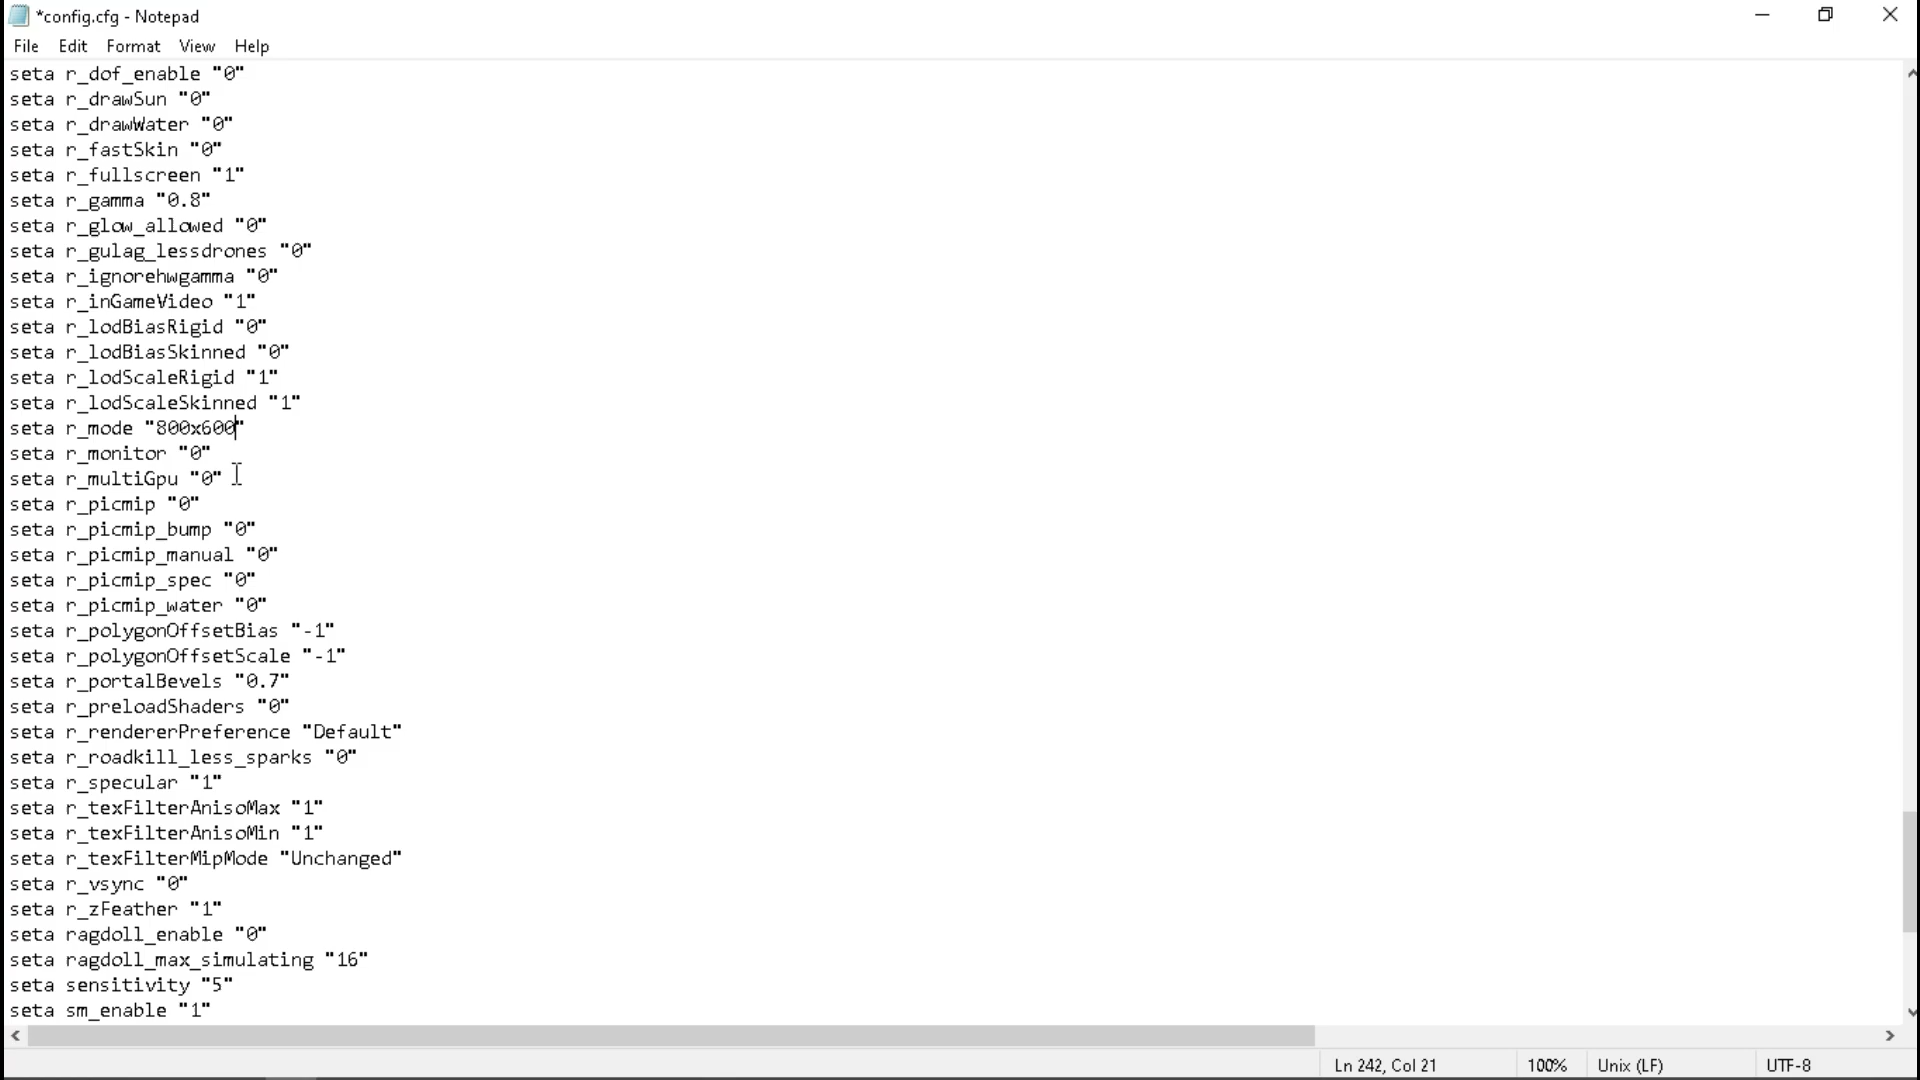 *config.cfg - Notepad
File Edit Format View Help
seta r_dof_enable "0"
seta r_drawSun "0"
seta r_drawWater "0"
seta r_fastSkin "0"
seta r_fullscreen "1"
seta r_gamma "0.8"
seta r_glow_allowed "0"
seta r_gulag_lessdrones "0"
seta r_ignorehwgamma "0"
seta r_inGameVideo "1"
seta r_lodBiasRigid "0"
seta r_lodBiasSkinned "0"
seta r_lodScaleRigid "1"
seta r_lodScaleSkinned "1"
seta r_mode "800x600"
seta r_monitor "0"
seta r_multiGpu "0"
seta r_picmip "0"
seta r_picmip_bump "0"
seta r_picmip_manual "0"
seta r_picmip_spec "0"
seta r_picmip_water "0"
seta r_polygonOffsetBias "-1"
seta r_polygonOffsetScale "-1"
seta r_portalBevels "0.7"
seta r_preloadShaders "0"
seta r_rendererPreference "Default"
seta r_roadkill_less_sparks "0"
seta r_specular "1"
seta r_texFilterAnisoMax "1"
seta r_texFilterAnisoMin "1"
seta r_texFilterMipMode "Unchanged"
seta r_vsync "0"
seta r_zFeather "1"
seta ragdoll_enable "0"
seta ragdoll_max_simulating "16"
seta sensitivity "5"
seta sm_enable "1"
Ln 242, Col 21 100% Unix (LF) UTF-8